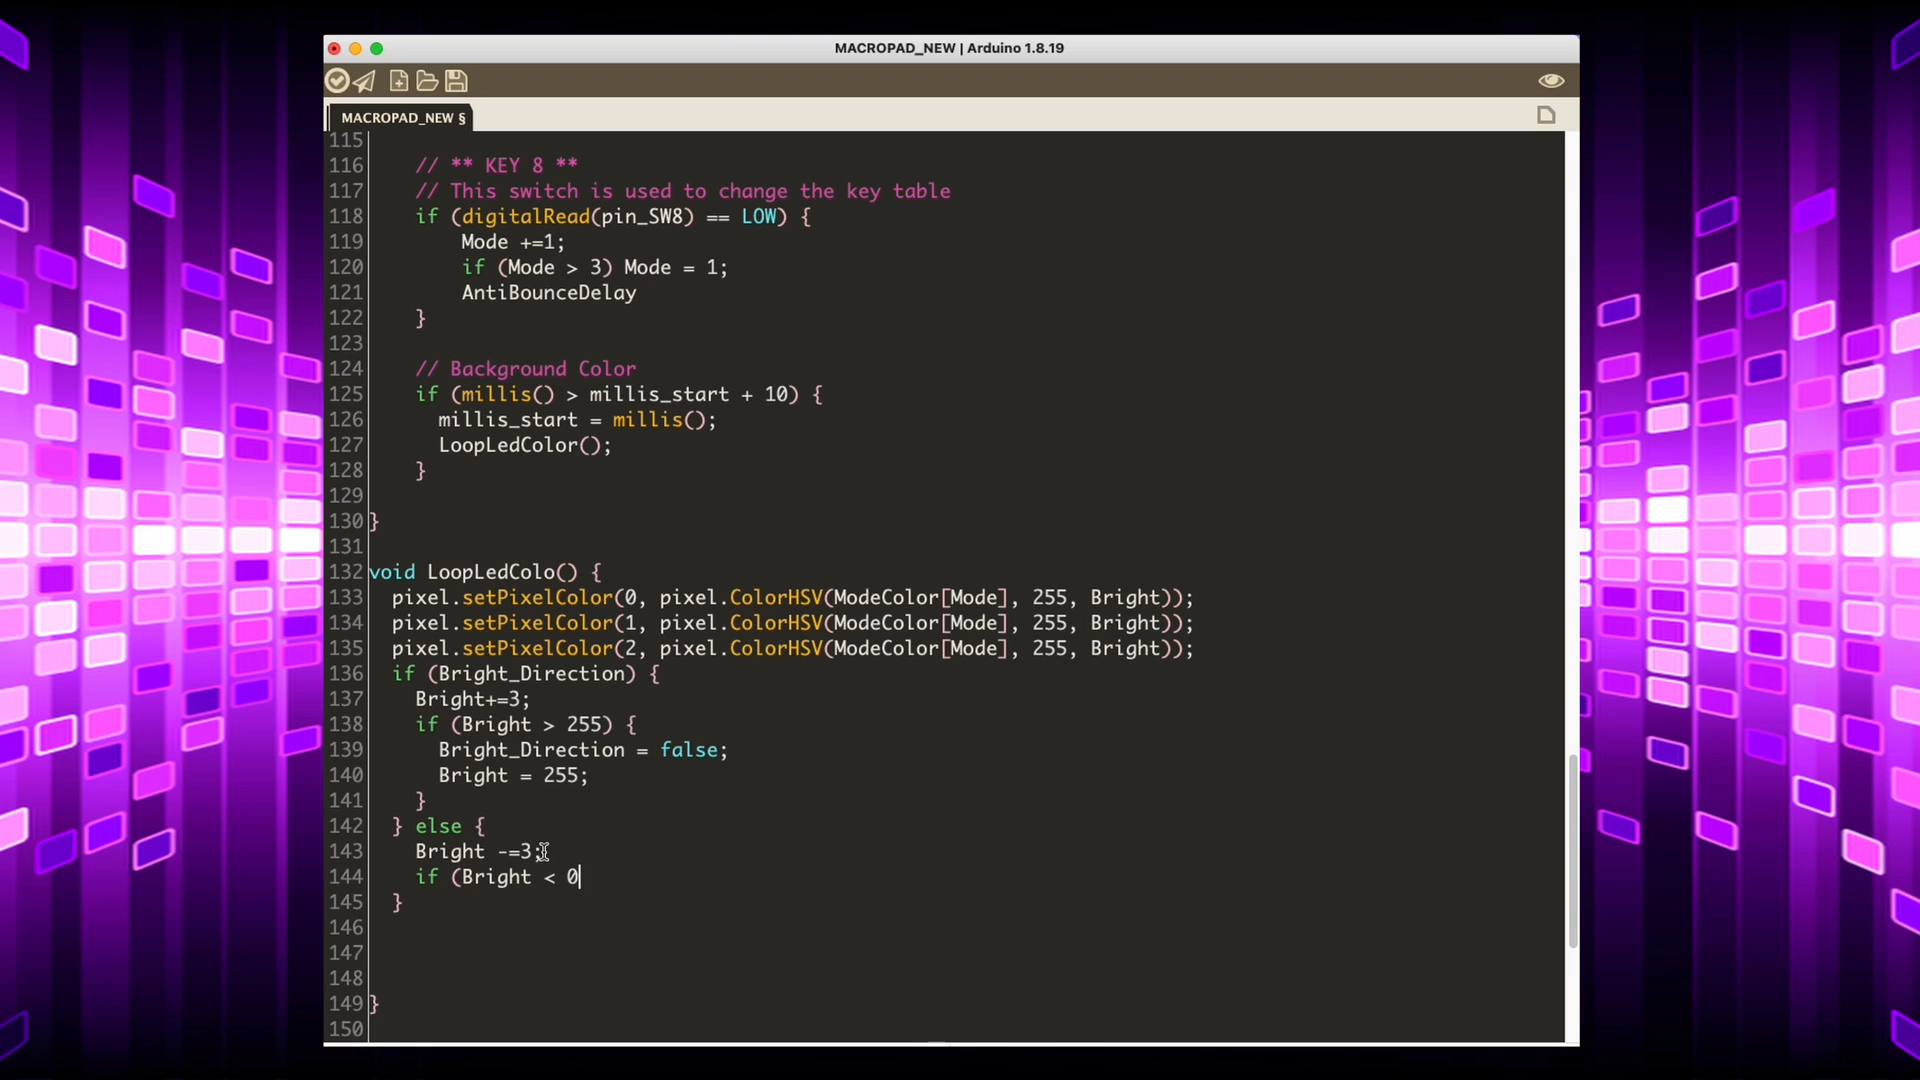 MACROPAD_NEW | Arduino 1.8.19
MACROPAD_NEW §
115
116 // ** KEY 8 **
117 // This switch is used to change the key table
118 if (digitalRead(pin_SW8) == LOW) {
119 Mode +=1;
120 if (Mode > 3) Mode = 1;
121 AntiBounceDelay
122 }
123
124 // Background Color
125 if (millis() > millis_start + 10) {
126 millis_start = millis();
127 LoopLedColor();
128 }
129
130 }
131
132 void LoopLedColo() {
133 pixel.setPixelColor(0, pixel.ColorHSV(ModeColor[Mode], 255, Bright));
134 pixel.setPixelColor(1, pixel.ColorHSV(ModeColor[Mode], 255, Bright));
135 pixel.setPixelColor(2, pixel.ColorHSV(ModeColor[Mode], 255, Bright));
136 if (Bright_Direction) {
137 Bright+=3;
138 if (Bright > 255) {
139 Bright_Direction = false;
140 Bright = 255;
141 }
142 } else {
143 Bright -=3;
144 if (Bright < 0
145 }
146
147
148
149 }
150